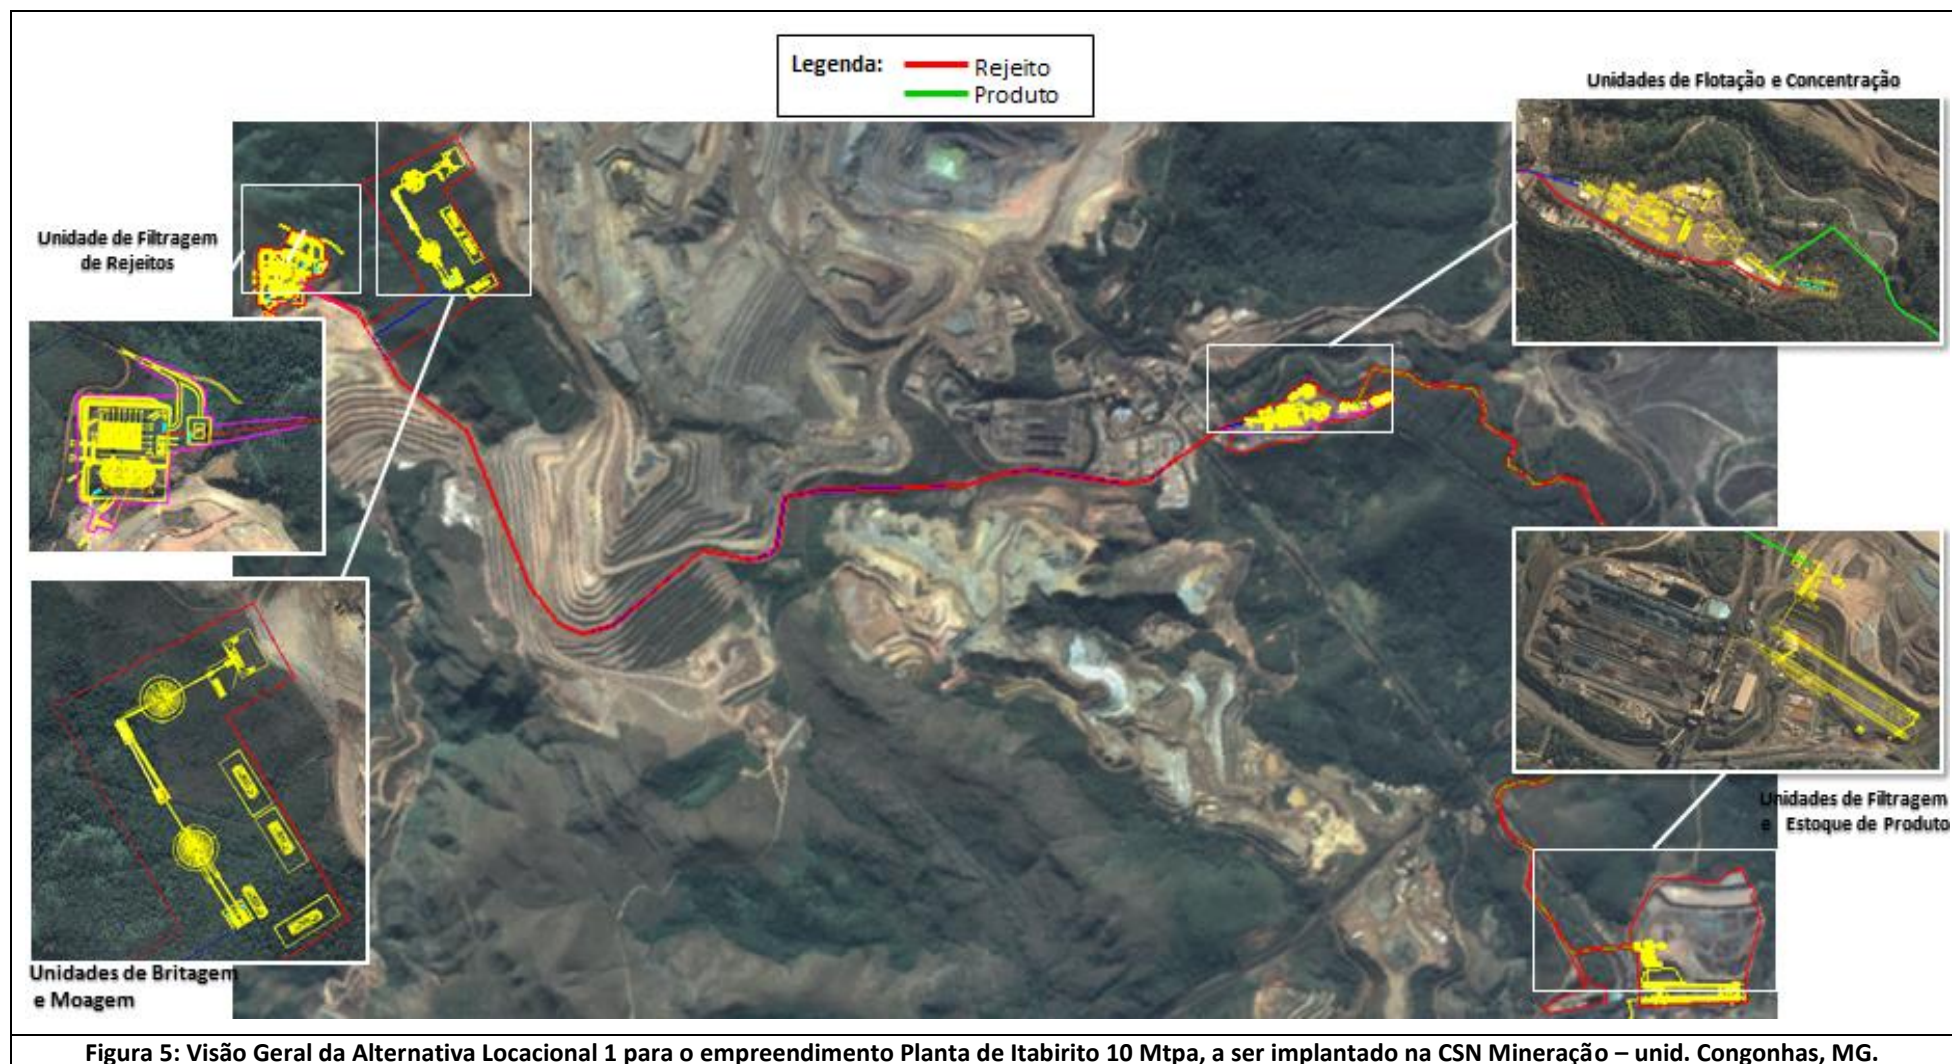 Legenda:
Rejeito
Produto
Unidades de Flotação e Concentração
Unidade de Filtragem
de Rejeitos
Unidades de Filtragem
e Estoque de Produto
Unidades de Britagem
e Moagem
Figura 5: Visão Geral da Alternativa Locacional 1 para o empreendimento Planta de Itabirito 10 Mtpa, a ser implantado na CSN Mineração – unid. Congonhas, MG.